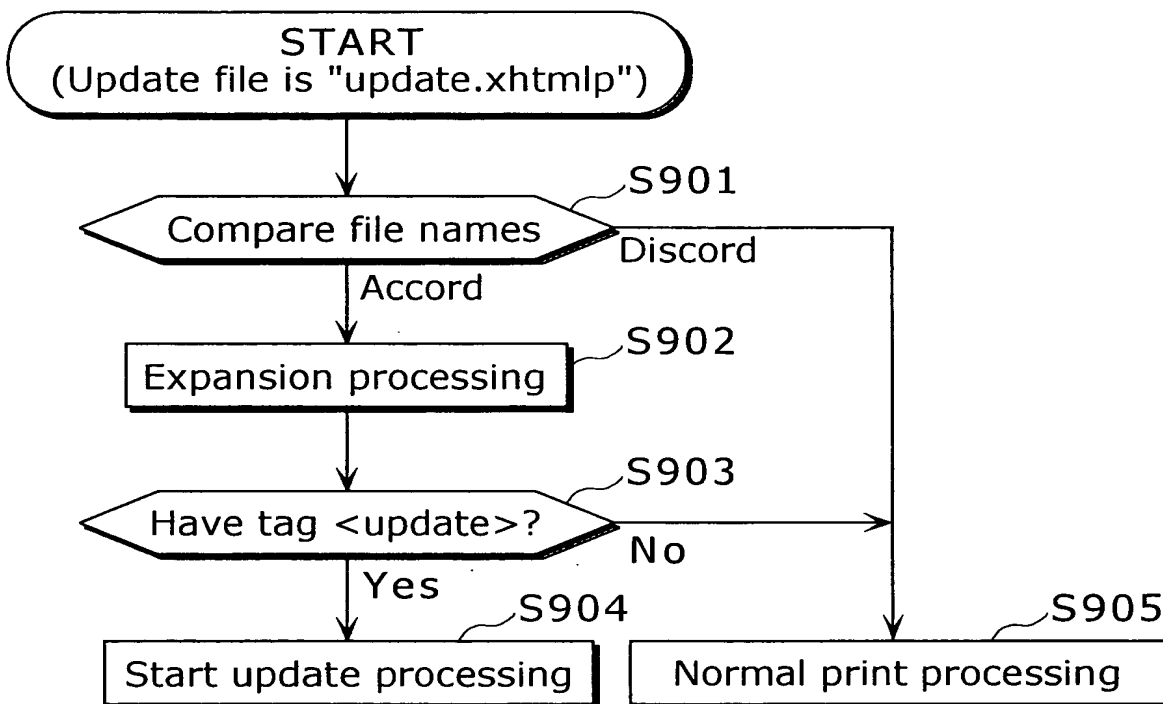 START
(Update file is "update.xhtmlp")
S901
Compare file names
Discord
Accord
S902
Expansion processing
S903
Have tag <update>?
No
Yes
S904
S905
Start update processing
Normal print processing